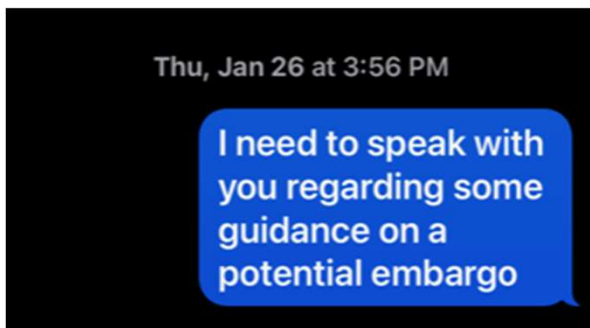 Thu, Jan 26 at 3:56 PM
I need to speak with
you regarding some
guidance on a
potential embargo